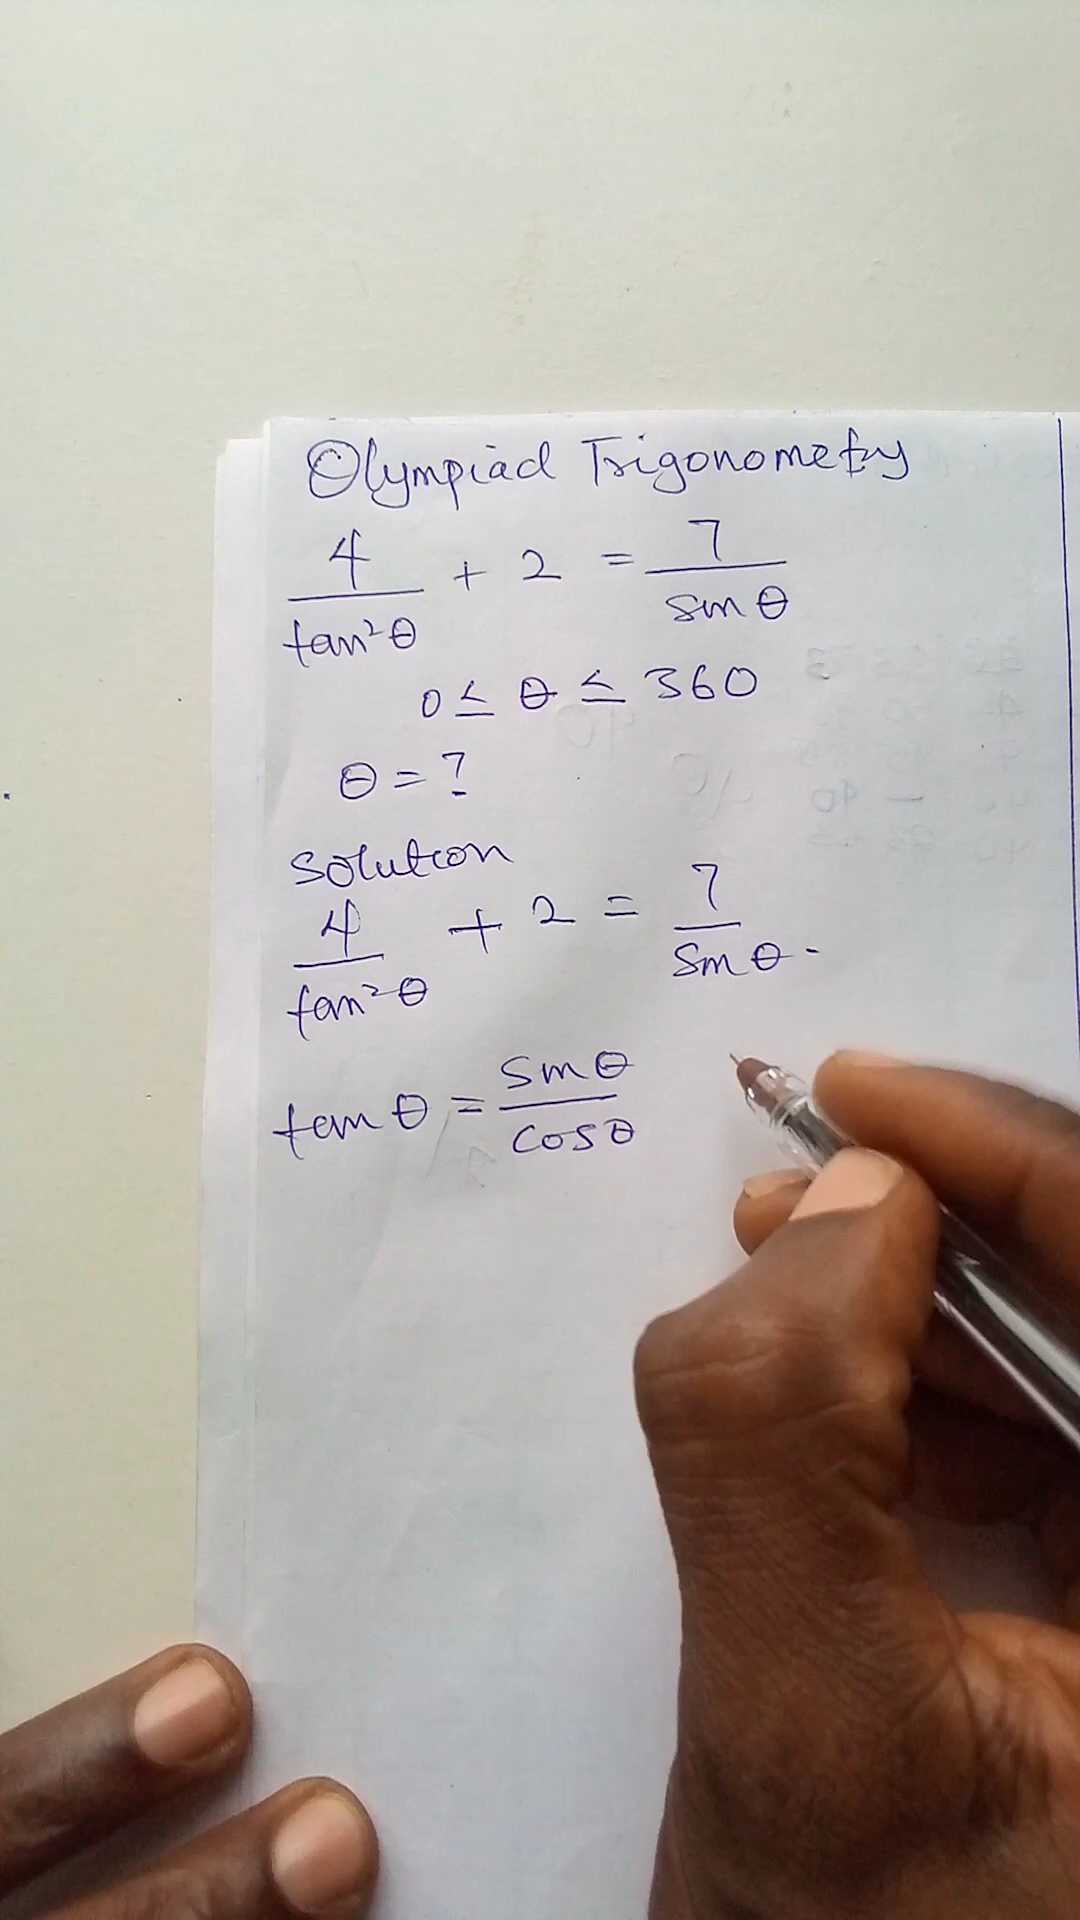 Olympiad Trigonometry
4/tan²θ + 2 = 7/sinθ
0 ≤ θ ≤ 360
θ = ?
Solution
4/tan²θ + 2 = 7/sinθ.
tanθ = sinθ/cosθ